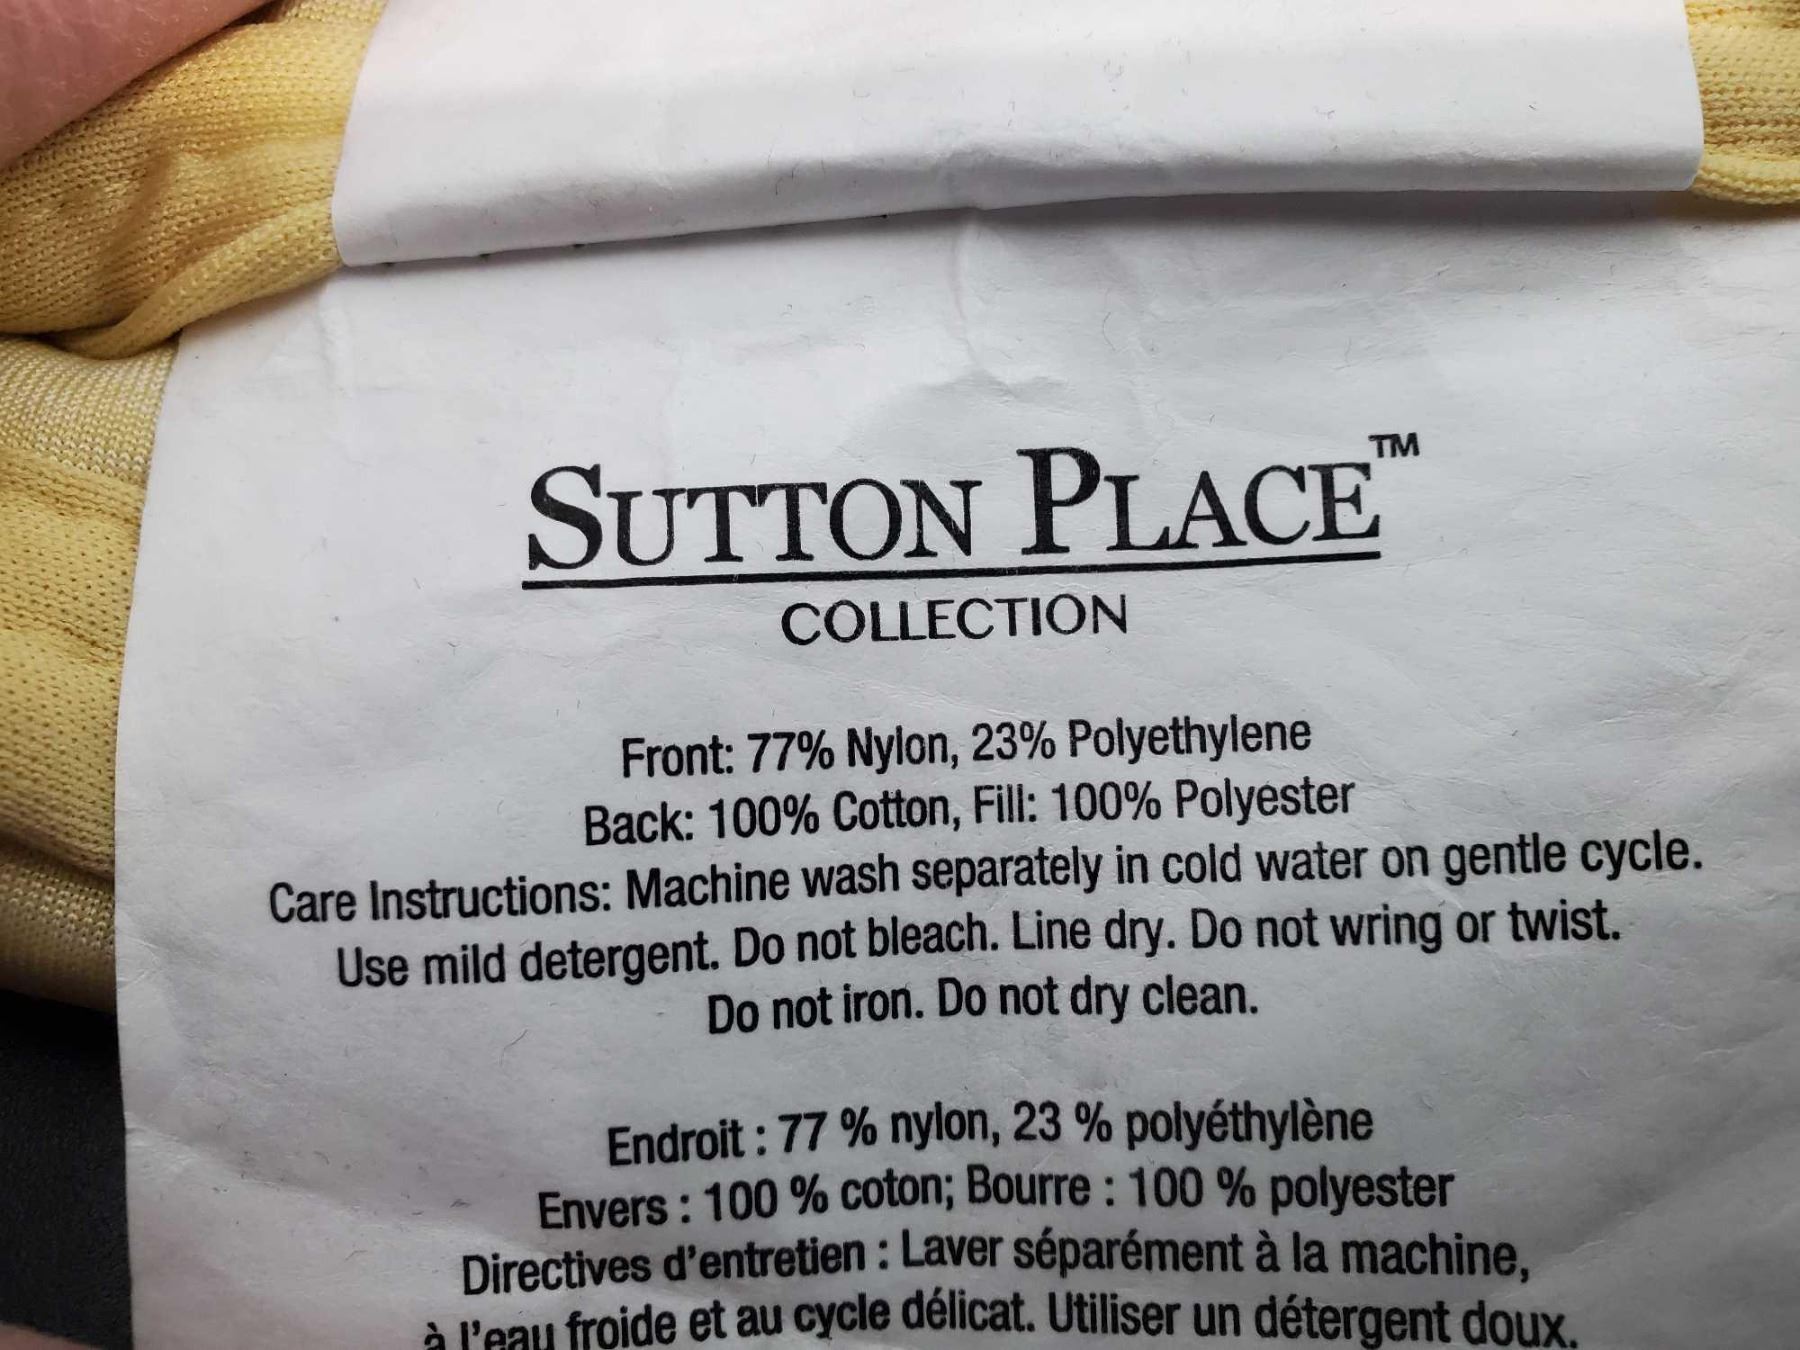 SUTTON PLACE™
COLLECTION
Front: 77% Nylon, 23% Polyethylene
Back: 100% Cotton, Fill: 100% Polyester
Care Instructions: Machine wash separately in cold water on gentle cycle.
Use mild detergent. Do not bleach. Line dry. Do not wring or twist.
Do not iron. Do not dry clean.
Endroit : 77 % nylon, 23 % polyéthylène
Envers : 100 % coton; Bourre : 100 % polyester
Directives d'entretien : Laver séparément à la machine,
à l'eau froide et au cycle délicat. Utiliser un détergent doux.